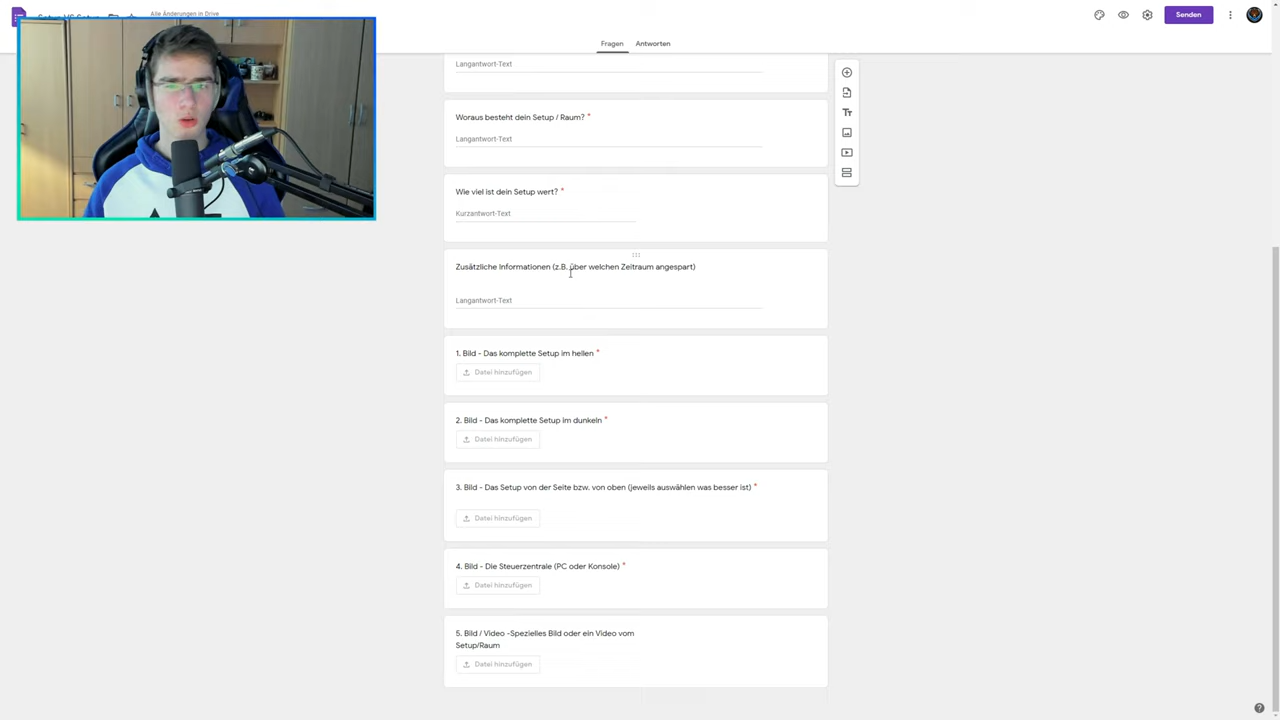 Alle Änderungen in Drive
Senden
Fragen
Antworten
Langantwort-Text
Woraus besteht dein Setup / Raum? *
Langantwort-Text
Wie viel ist dein Setup wert? *
Kurzantwort-Text
Zusätzliche Informationen (z.B. über welchen Zeitraum angespart)
Langantwort-Text
1. Bild - Das komplette Setup im hellen *
Datei hinzufügen
2. Bild - Das komplette Setup im dunkeln *
Datei hinzufügen
3. Bild - Das Setup von der Seite bzw. von oben (jeweils auswählen was besser ist) *
Datei hinzufügen
4. Bild - Die Steuerzentrale (PC oder Konsole) *
Datei hinzufügen
5. Bild / Video -Spezielles Bild oder ein Video vom
Setup/Raum
Datei hinzufügen